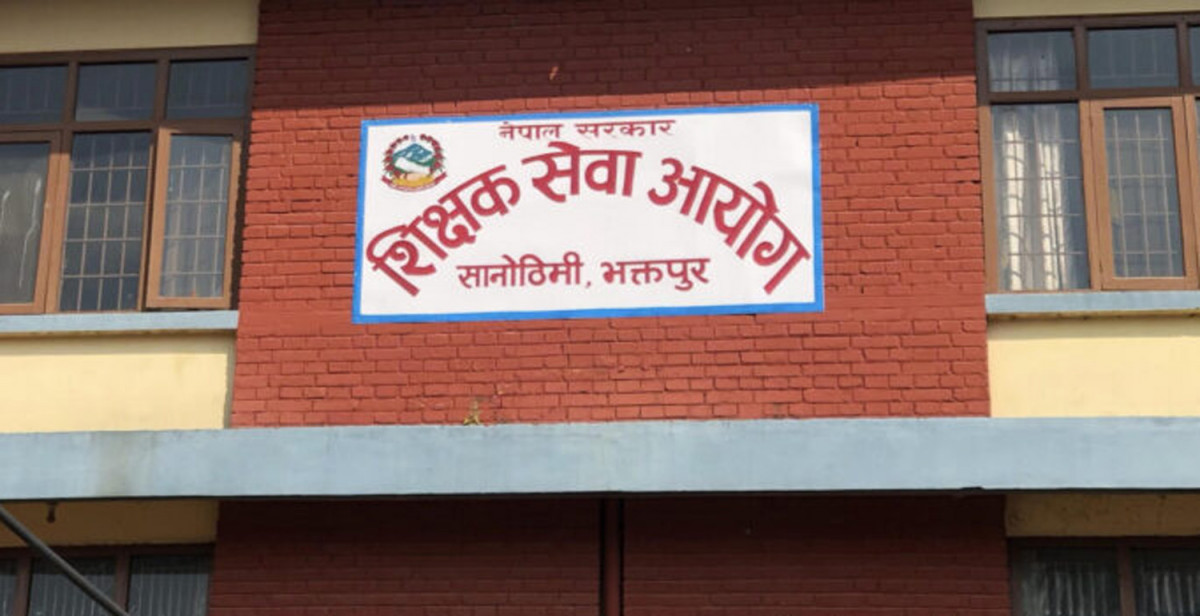 नेपाल सरकार
शिक्षक सेवा आयोग
सानोठिमी, भक्तपुर